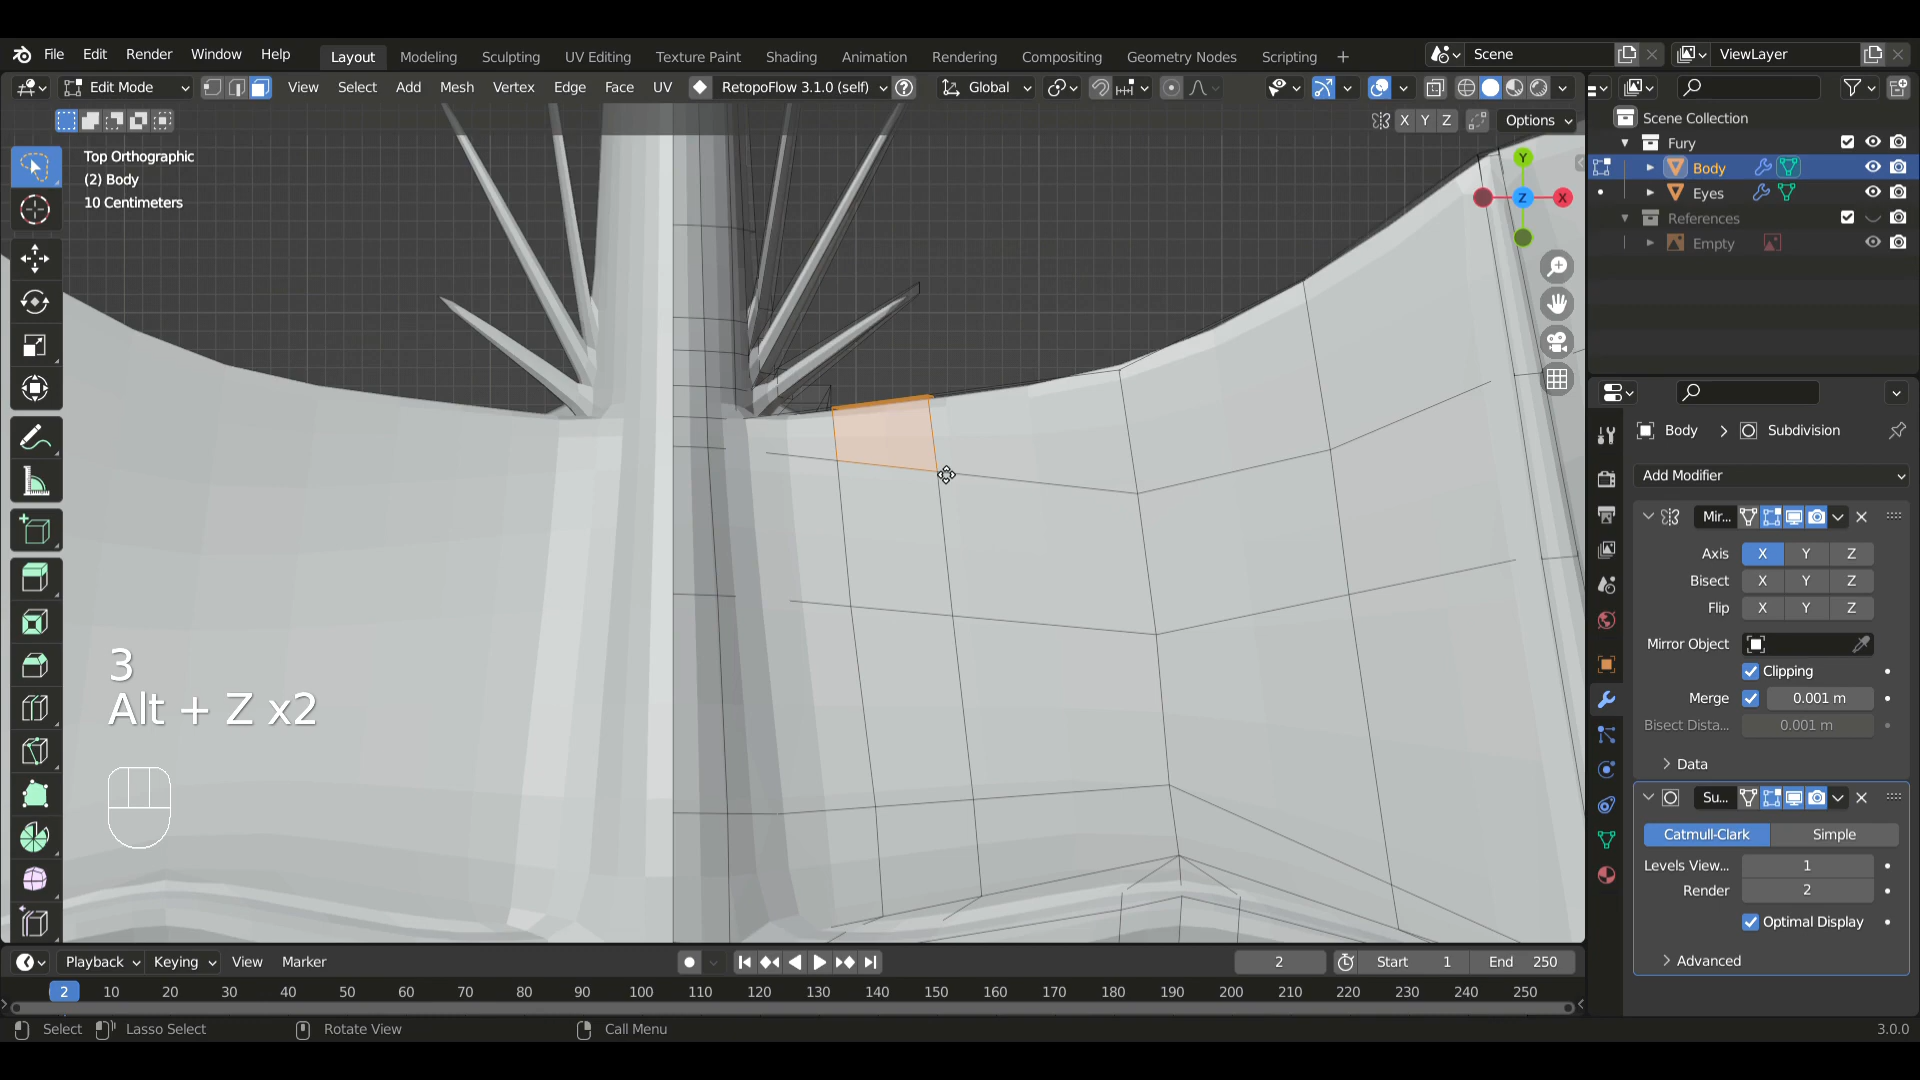 File Edit Render Window Help Layout Modeling Sculpting UV Editing Texture Paint Shading Animation Rendering Compositing Geometry Nodes Scripting + Scene ViewLayer
Edit Mode View Select Add Mesh Vertex Edge Face UV RetopoFlow 3.1.0 (self) Global
X Y Z Options
Top Orthographic
(2) Body
10 Centimeters
Y
Z X
3
Alt + Z x2
Scene Collection
Fury
Body
Eyes
References
Empty
Body > Subdivision
Add Modifier
Mir...
Axis X Y Z
Bisect X Y Z
Flip X Y Z
Mirror Object
Clipping
Merge 0.001 m
Bisect Dista... 0.001 m
Data
Su...
Catmull-Clark Simple
Levels View... 1
Render 2
Optimal Display
Advanced
Playback Keying View Marker 2 Start 1 End 250
2 10 20 30 40 50 60 70 80 90 100 110 120 130 140 150 160 170 180 190 200 210 220 230 240 250
Select Lasso Select Rotate View Call Menu 3.0.0